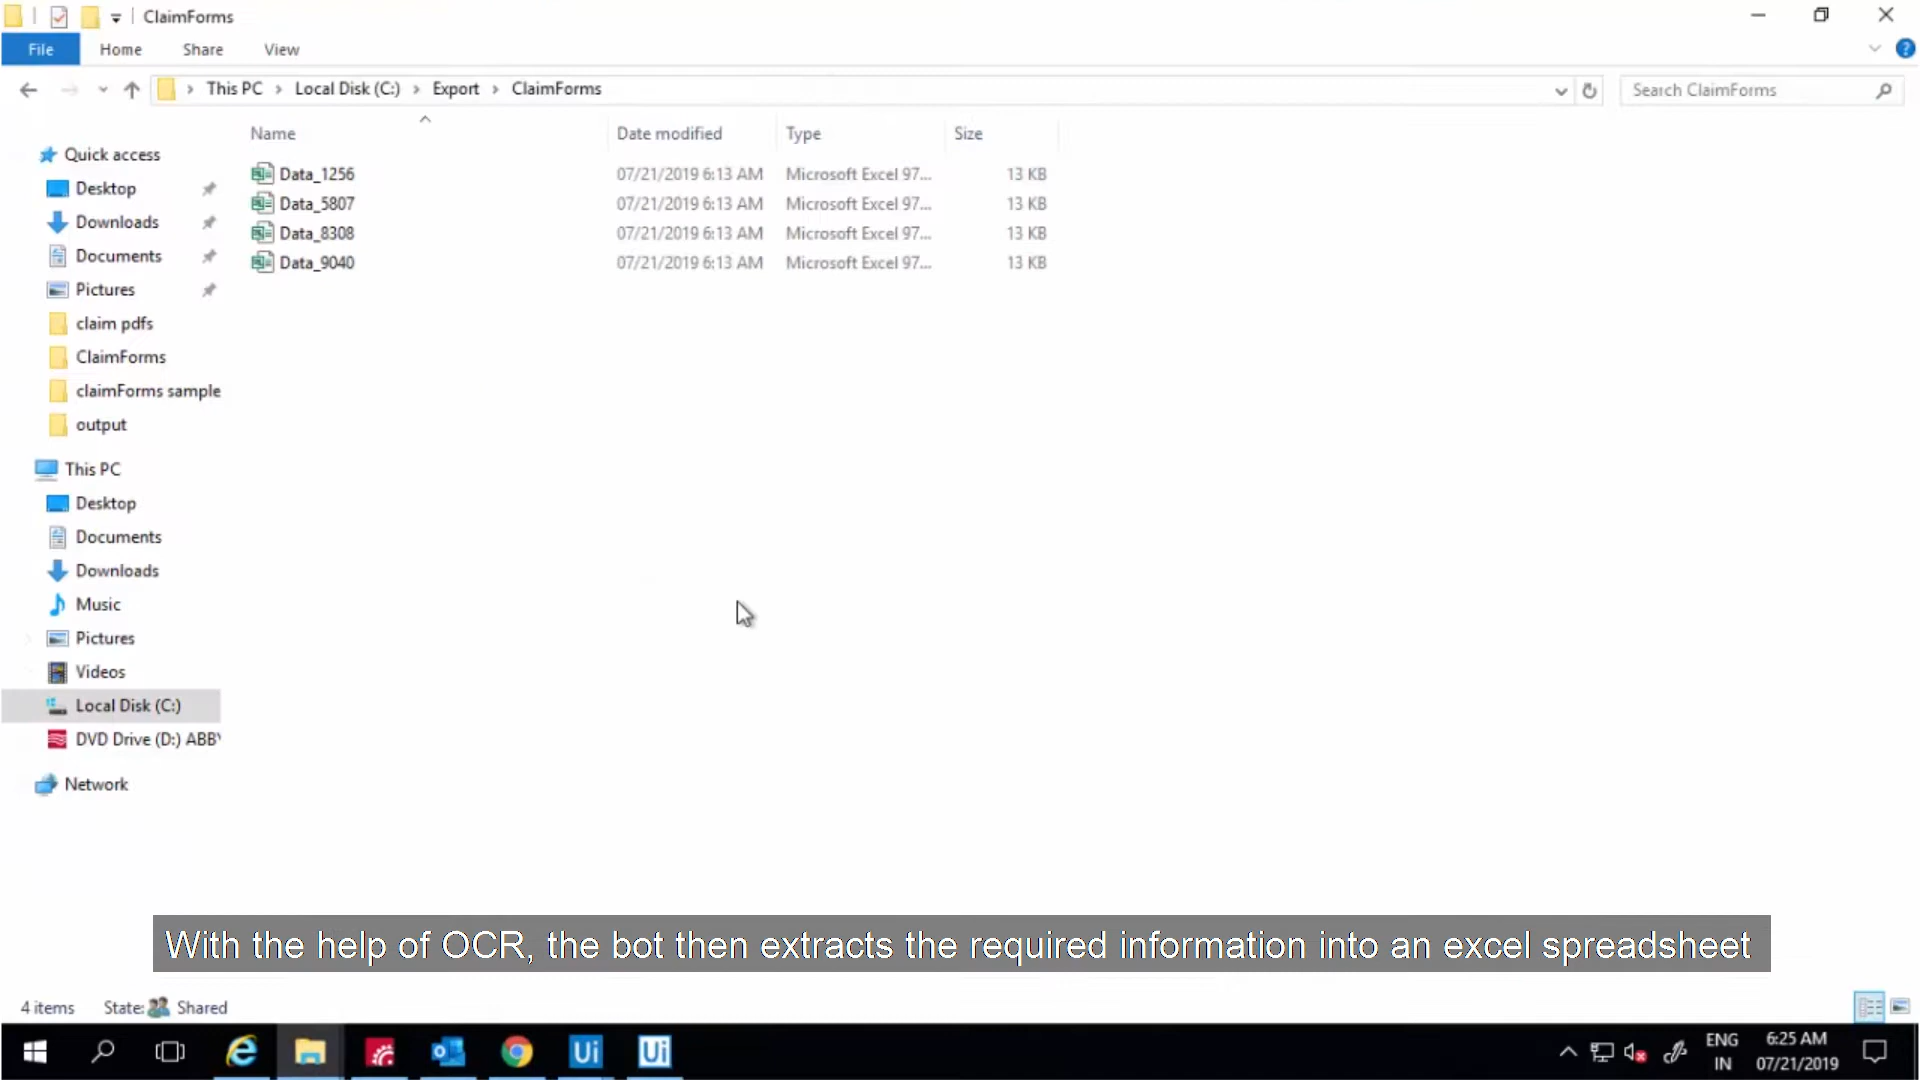 ClaimForms
File Home Share View
This PC > Local Disk (C:) > Export > ClaimForms
Search ClaimForms
Name Date modified Type Size
Data_1256 07/21/2019 6:13 AM Microsoft Excel 97... 13 KB
Data_5807 07/21/2019 6:13 AM Microsoft Excel 97... 13 KB
Data_8308 07/21/2019 6:13 AM Microsoft Excel 97... 13 KB
Data_9040 07/21/2019 6:13 AM Microsoft Excel 97... 13 KB
Quick access
Desktop
Downloads
Documents
Pictures
claim pdfs
ClaimForms
claimForms sample
output
This PC
Desktop
Documents
Downloads
Music
Pictures
Videos
Local Disk (C:)
DVD Drive (D:) ABBY
Network
With the help of OCR, the bot then extracts the required information into an excel spreadsheet
4 items State: Shared
Ui Ui
ENG 6:25 AM
IN 07/21/2019